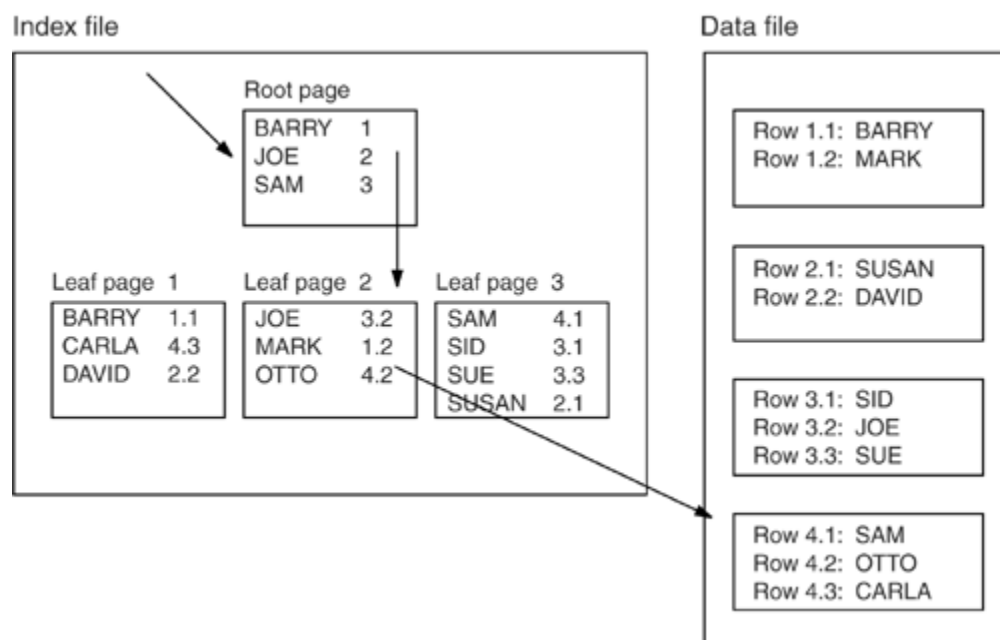 Index file
Data file
Root page
BARRY 1
JOE 2
SAM 3
Leaf page 1
BARRY 1.1
CARLA 4.3
DAVID 2.2
Leaf page 2
JOE 3.2
MARK 1.2
OTTO 4.2
Leaf page 3
SAM 4.1
SID 3.1
SUE 3.3
SUSAN 2.1
Row 1.1: BARRY
Row 1.2: MARK
Row 2.1: SUSAN
Row 2.2: DAVID
Row 3.1: SID
Row 3.2: JOE
Row 3.3: SUE
Row 4.1: SAM
Row 4.2: OTTO
Row 4.3: CARLA